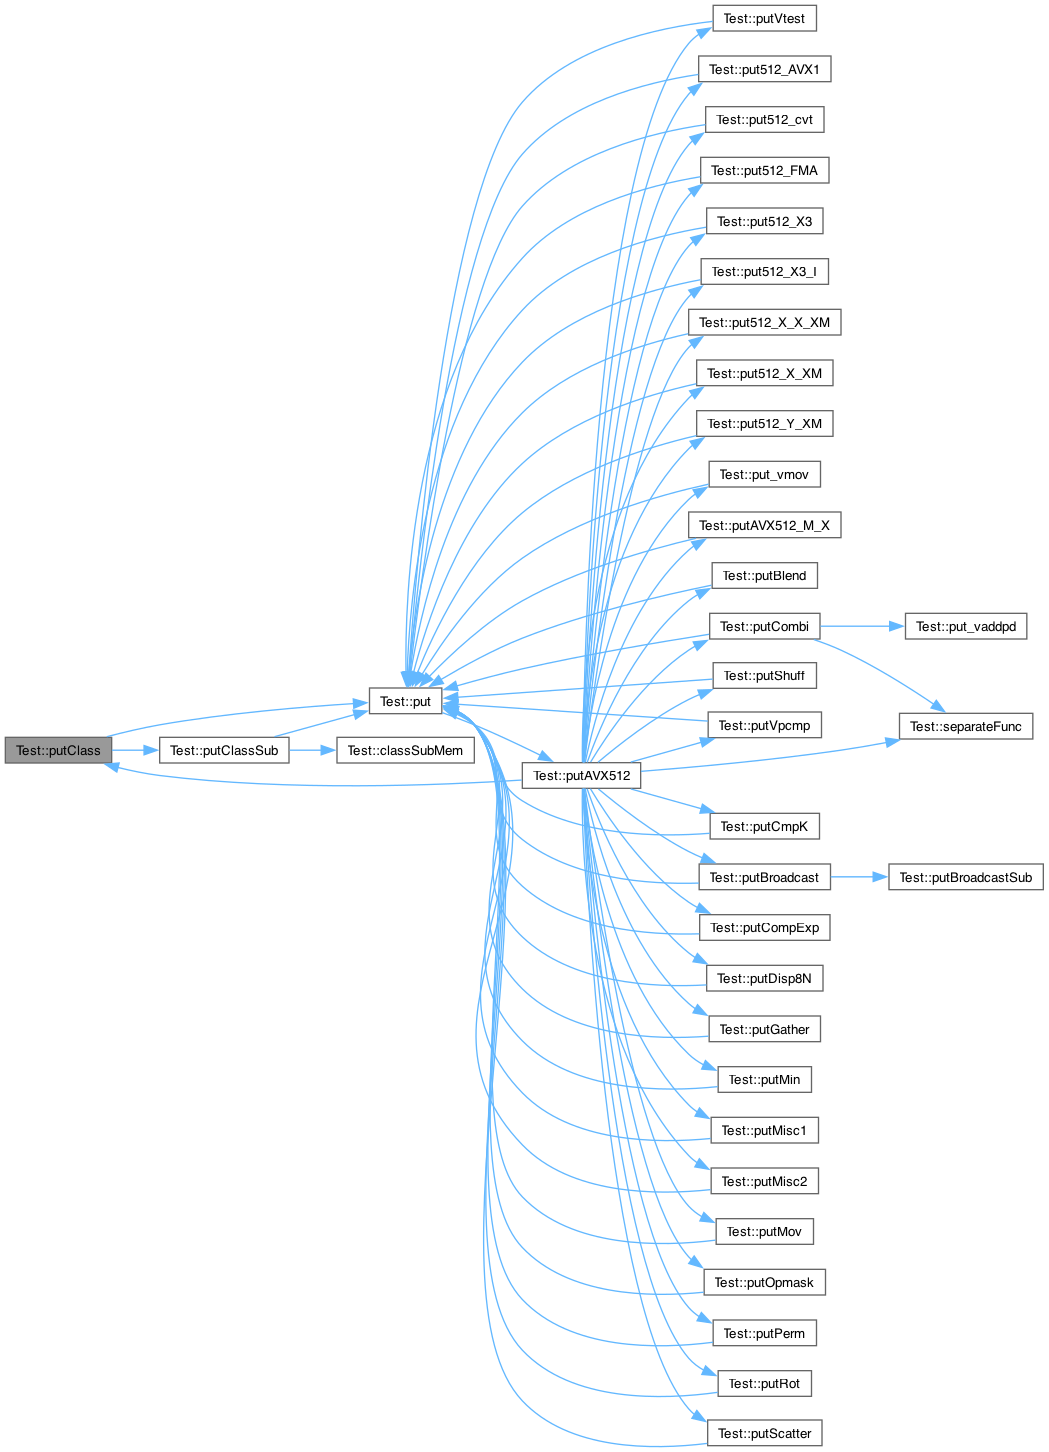 Test::putVtest
Test::put512_AVX1
Test::put512_cvt
Test::put512_FMA
Test::put512_X3
Test::put512_X3_I
Test::put512_X_X_XM
Test::put512_X_XM
Test::put512_Y_XM
Test::put_vmov
Test::putAVX512_M_X
Test::putBlend
Test::putCombi
Test::put_vaddpd
Test::putShuff
Test::put
Test::putVpcmp
Test::separateFunc
Test::putClass
Test::putClassSub
Test::classSubMem
Test::putAVX512
Test::putCmpK
Test::putBroadcast
Test::putBroadcastSub
Test::putCompExp
Test::putDisp8N
Test::putGather
Test::putMin
Test::putMisc1
Test::putMisc2
Test::putMov
Test::putOpmask
Test::putPerm
Test::putRot
Test::putScatter